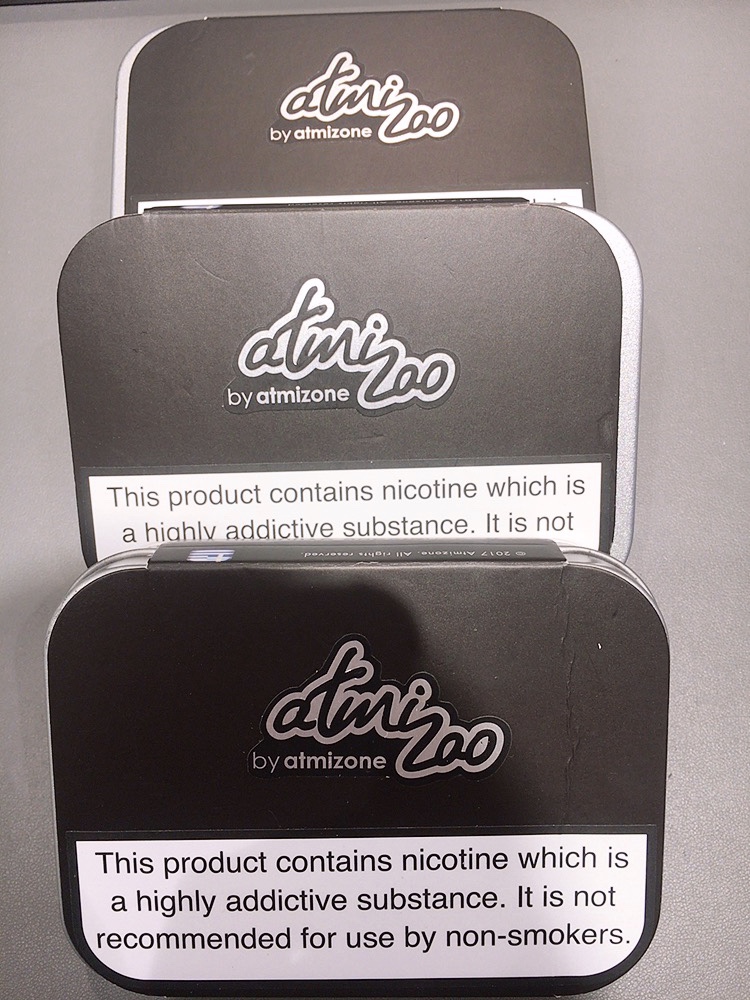 atmizoo
by atmizone
atmizoo
by atmizone
This product contains nicotine which is
a highly addictive substance. It is not
© 2017 Atmizone. All rights reserved.
atmizoo
by atmizone
This product contains nicotine which is
a highly addictive substance. It is not
recommended for use by non-smokers.